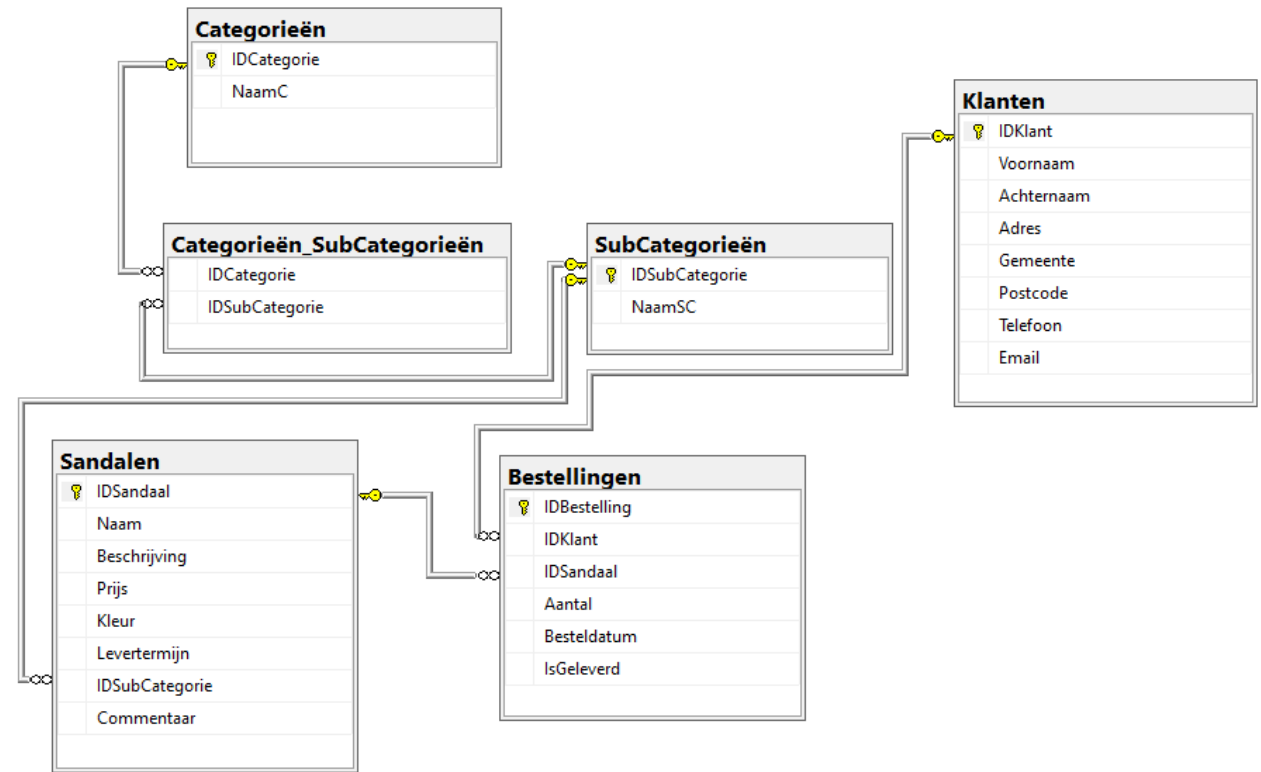 Categorieën
IDCategorie
NaamC
Klanten
IDKlant
Voornaam
Achternaam
Adres
Gemeente
Postcode
Telefoon
Email
Categorieën_SubCategorieën
IDCategorie
IDSubCategorie
SubCategorieën
IDSubCategorie
NaamSC
Sandalen
IDSandaal
Naam
Beschrijving
Prijs
Kleur
Levertermijn
IDSubCategorie
Commentaar
Bestellingen
IDBestelling
IDKlant
IDSandaal
Aantal
Besteldatum
IsGeleverd